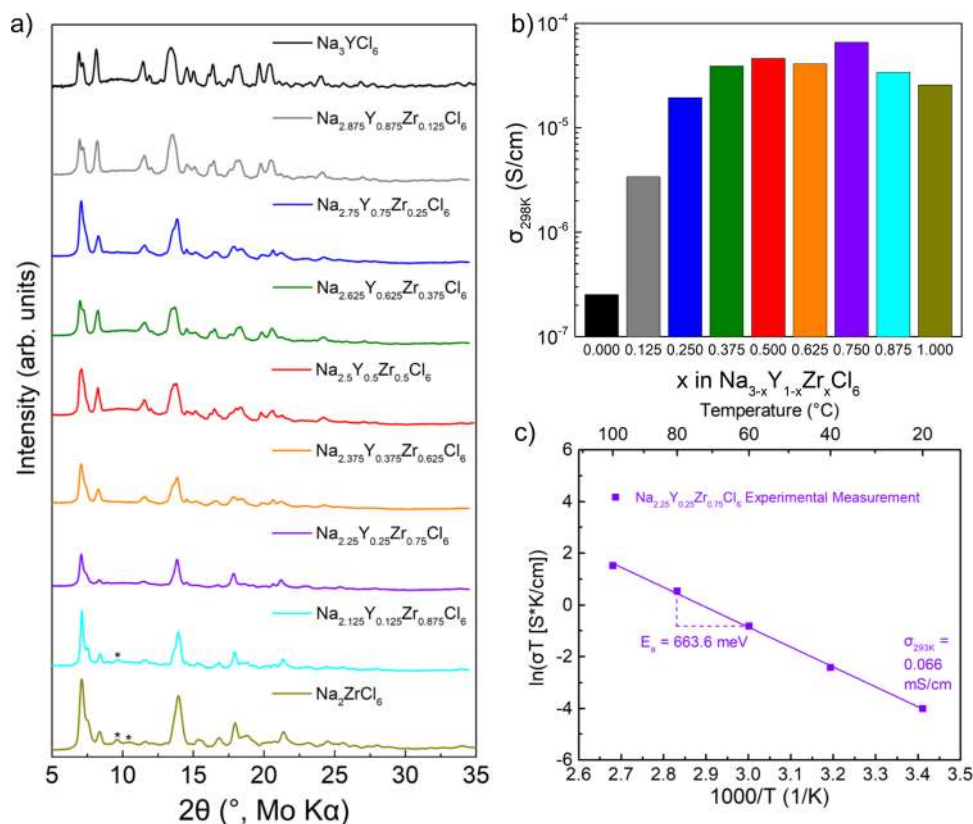 a)
Na₃YCl₆
Na₂.₈₇₅Y₀.₈₇₅Zr₀.₁₂₅Cl₆
Na₂.₇₅Y₀.₇₅Zr₀.₂₅Cl₆
Na₂.₆₂₅Y₀.₆₂₅Zr₀.₃₇₅Cl₆
Na₂.₅Y₀.₅Zr₀.₅Cl₆
Na₂.₃₇₅Y₀.₃₇₅Zr₀.₆₂₅Cl₆
Na₂.₂₅Y₀.₂₅Zr₀.₇₅Cl₆
Na₂.₁₂₅Y₀.₁₂₅Zr₀.₈₇₅Cl₆
*
Na₂ZrCl₆
* *
Intensity (arb. units)
5 10 15 20 25 30 35
2θ (°, Mo Kα)
b)
σ₂₉₈K (S/cm)
10⁻⁴
10⁻⁵
10⁻⁶
10⁻⁷
0.000 0.125 0.250 0.375 0.500 0.625 0.750 0.875 1.000
x in Na₃₋ₓY₁₋ₓZrₓCl₆
c)
Temperature (°C)
100 80 60 40 20
ln(σT [S*K/cm]
6
4
2
0
-2
-4
-6
Na₂.₂₅Y₀.₂₅Zr₀.₇₅Cl₆ Experimental Measurement
Eₐ = 663.6 meV
σ₂₉₃K =
0.066
mS/cm
2.6 2.7 2.8 2.9 3.0 3.1 3.2 3.3 3.4 3.5
1000/T (1/K)